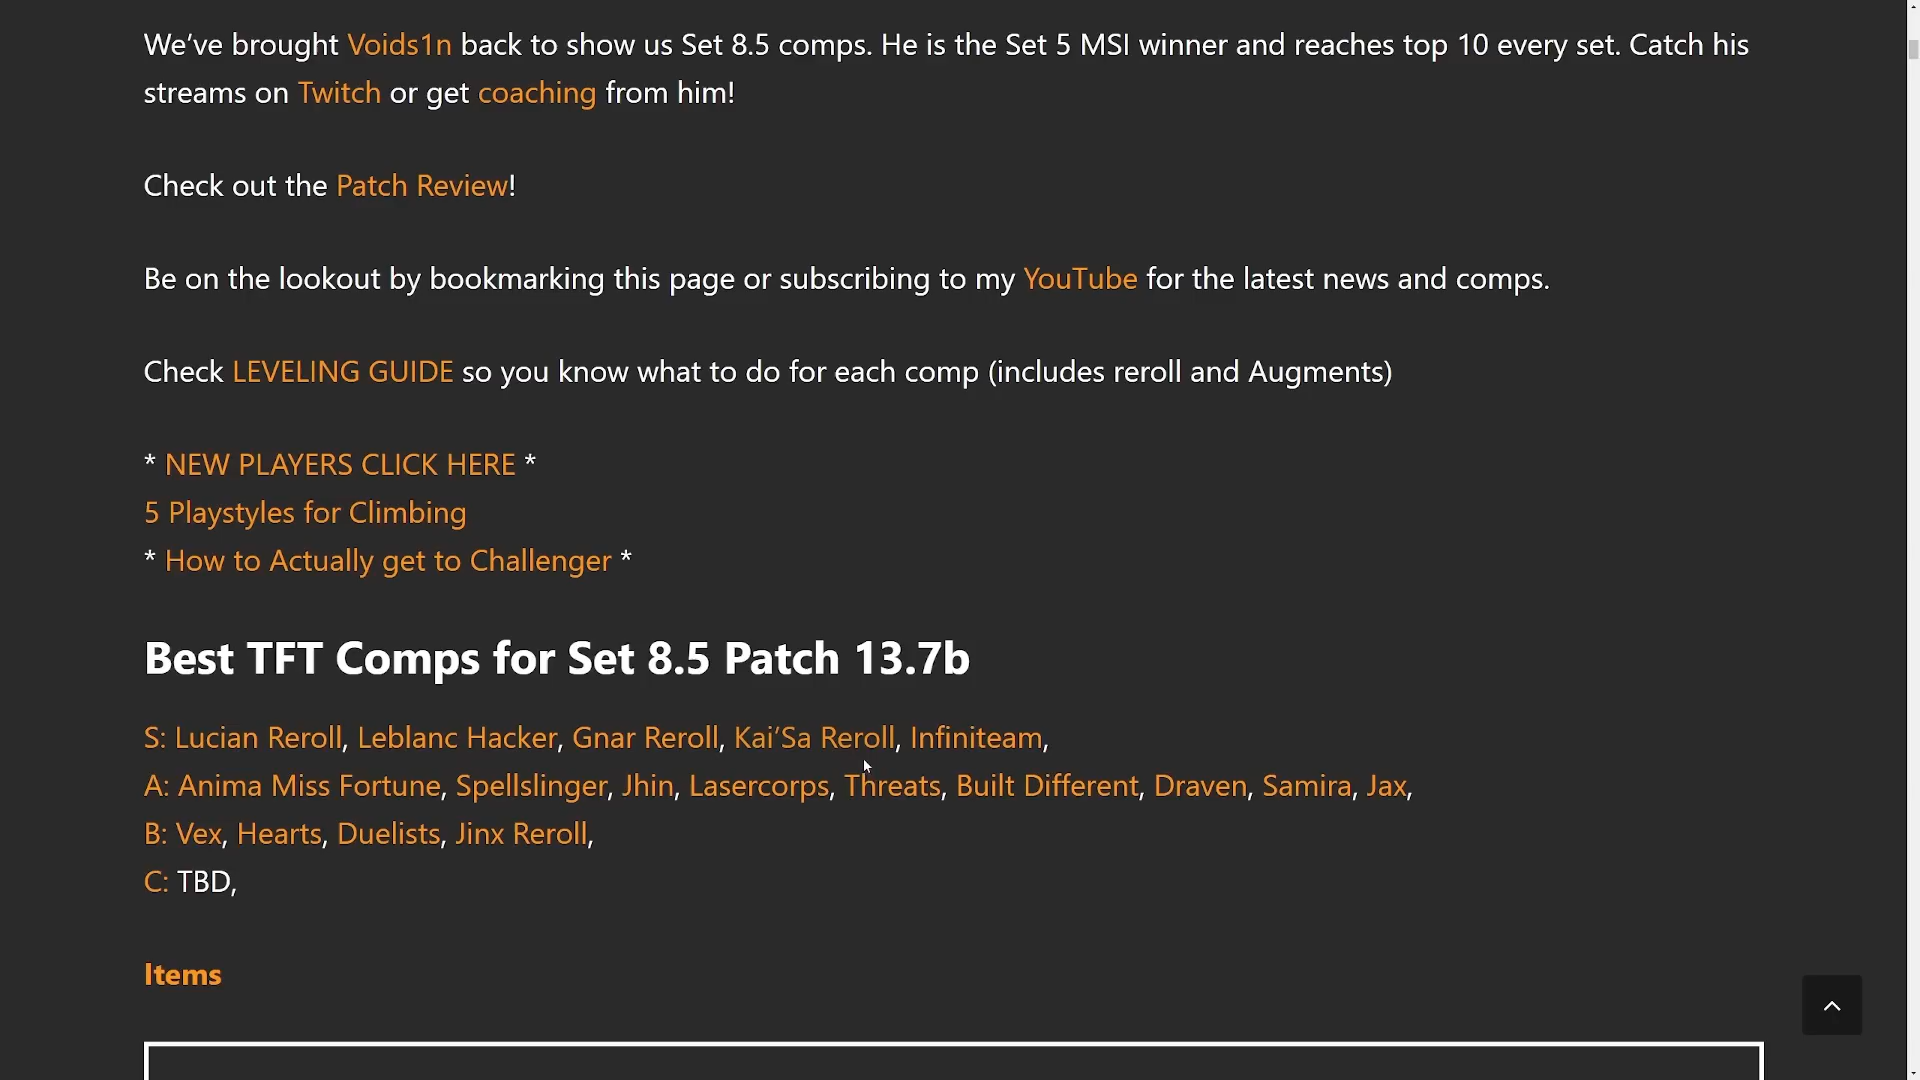 We’ve brought Voids1n back to show us Set 8.5 comps. He is the Set 5 MSI winner and reaches top 10 every set. Catch his
streams on Twitch or get coaching from him!
Check out the Patch Review!
Be on the lookout by bookmarking this page or subscribing to my YouTube for the latest news and comps.
Check LEVELING GUIDE so you know what to do for each comp (includes reroll and Augments)
* NEW PLAYERS CLICK HERE *
5 Playstyles for Climbing
* How to Actually get to Challenger *
Best TFT Comps for Set 8.5 Patch 13.7b
S: Lucian Reroll, Leblanc Hacker, Gnar Reroll, Kai’Sa Reroll, Infiniteam,
A: Anima Miss Fortune, Spellslinger, Jhin, Lasercorps, Threats, Built Different, Draven, Samira, Jax,
B: Vex, Hearts, Duelists, Jinx Reroll,
C: TBD,
Items